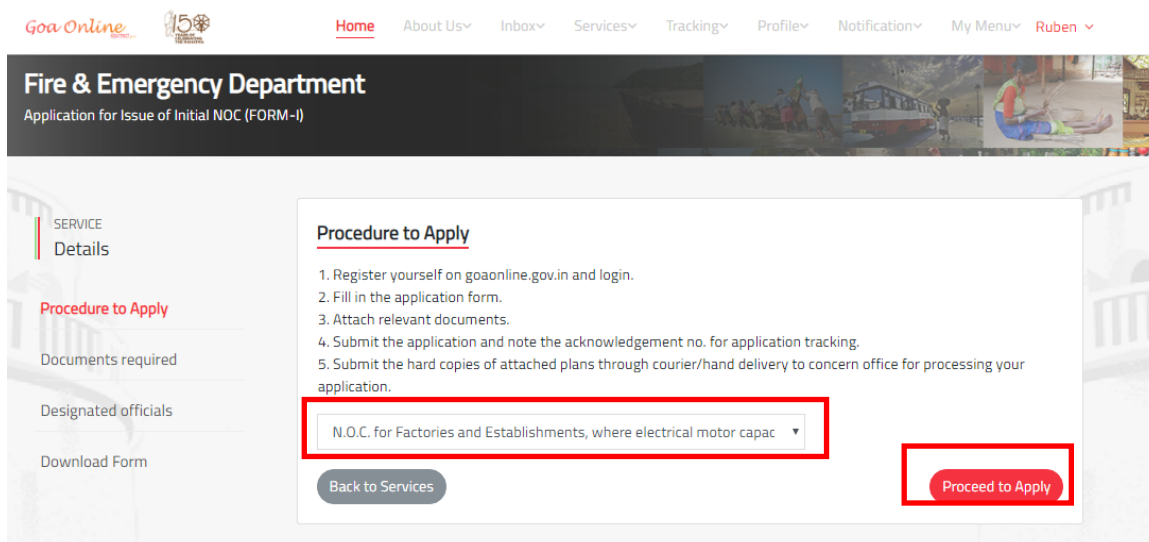 Goa Online
150
YEARS OF
CELEBRATING
THE MAHATMA
Home About Us Inbox Services Tracking Profile Notification My Menu Ruben
Fire & Emergency Department
Application for Issue of Initial NOC (FORM-I)
SERVICE
Details
Procedure to Apply
Documents required
Designated officials
Download Form
Procedure to Apply
1. Register yourself on goaonline.gov.in and login.
2. Fill in the application form.
3. Attach relevant documents.
4. Submit the application and note the acknowledgement no. for application tracking.
5. Submit the hard copies of attached plans through courier/hand delivery to concern office for processing your
application.
N.O.C. for Factories and Establishments, where electrical motor capac
Back to Services
Proceed to Apply